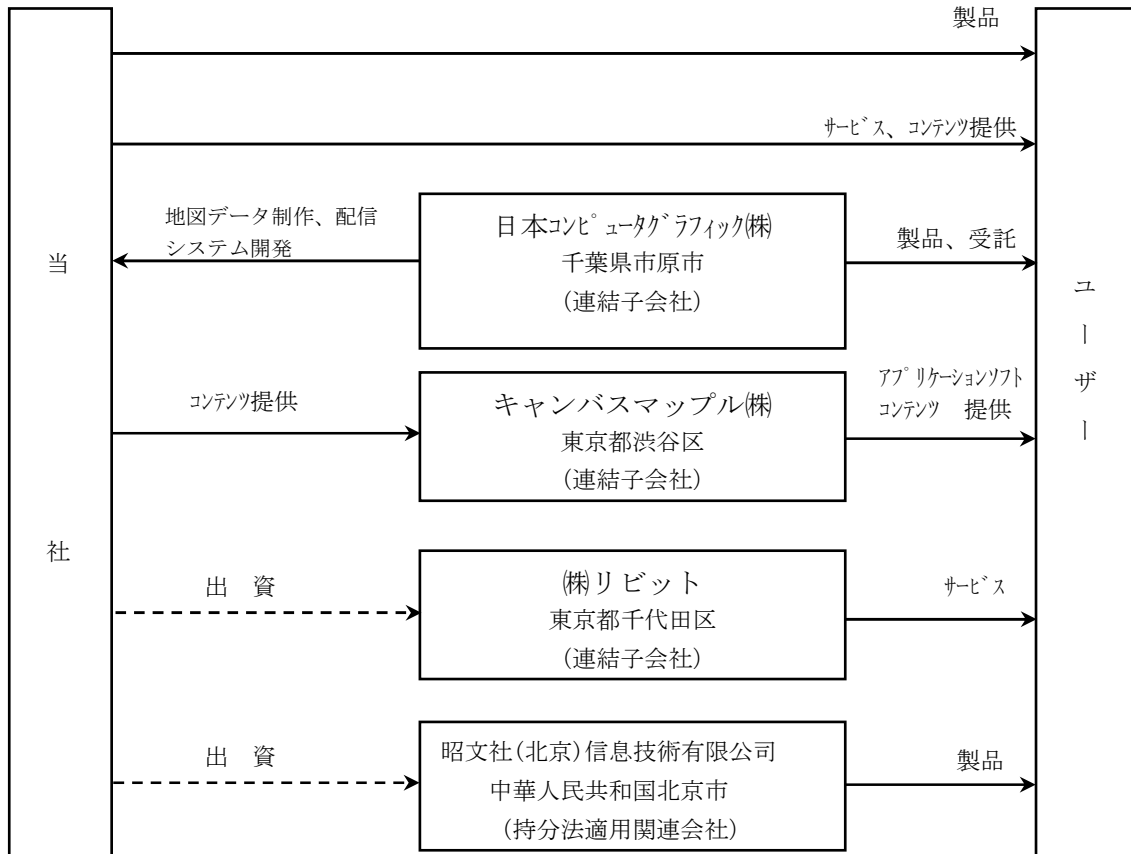 製品
サービス、コンテンツ提供
地図データ制作、配信
システム開発
日本コンピュータグラフィック㈱
千葉県市原市
(連結子会社)
製品、受託
当
社
ユ
ー
ザ
ー
コンテンツ提供
キャンバスマップル㈱
東京都渋谷区
(連結子会社)
アプリケーションソフト
コンテンツ 提供
出 資
㈱リビット
東京都千代田区
(連結子会社)
サービス
出 資
昭文社(北京)信息技術有限公司
中華人民共和国北京市
(持分法適用関連会社)
製品